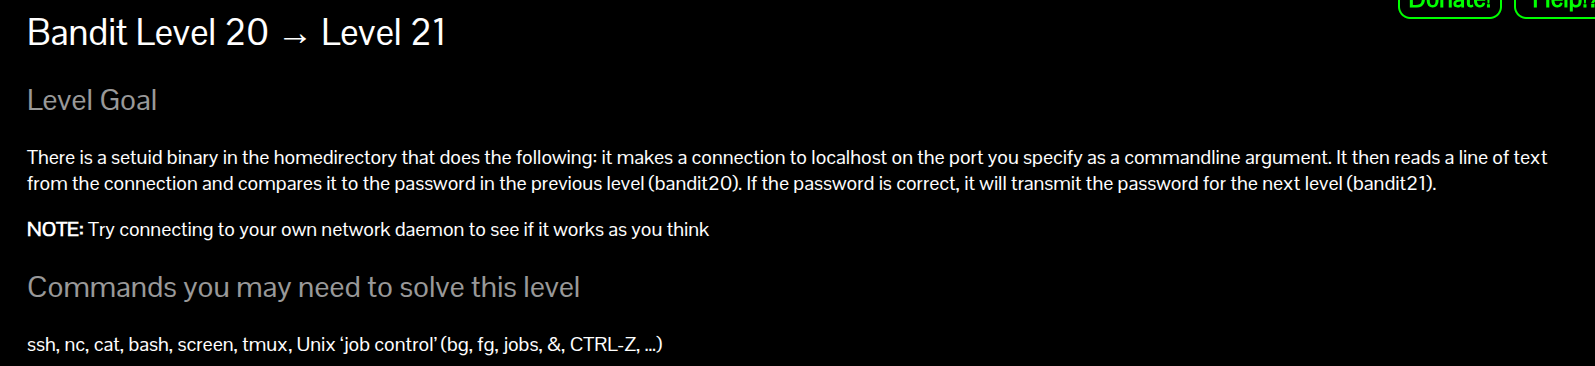 Donate!
Help!?
Bandit Level 20 → Level 21
Level Goal
There is a setuid binary in the homedirectory that does the following: it makes a connection to localhost on the port you specify as a commandline argument. It then reads a line of text
from the connection and compares it to the password in the previous level (bandit20). If the password is correct, it will transmit the password for the next level (bandit21).
NOTE: Try connecting to your own network daemon to see if it works as you think
Commands you may need to solve this level
ssh, nc, cat, bash, screen, tmux, Unix ‘job control’ (bg, fg, jobs, &, CTRL-Z, …)